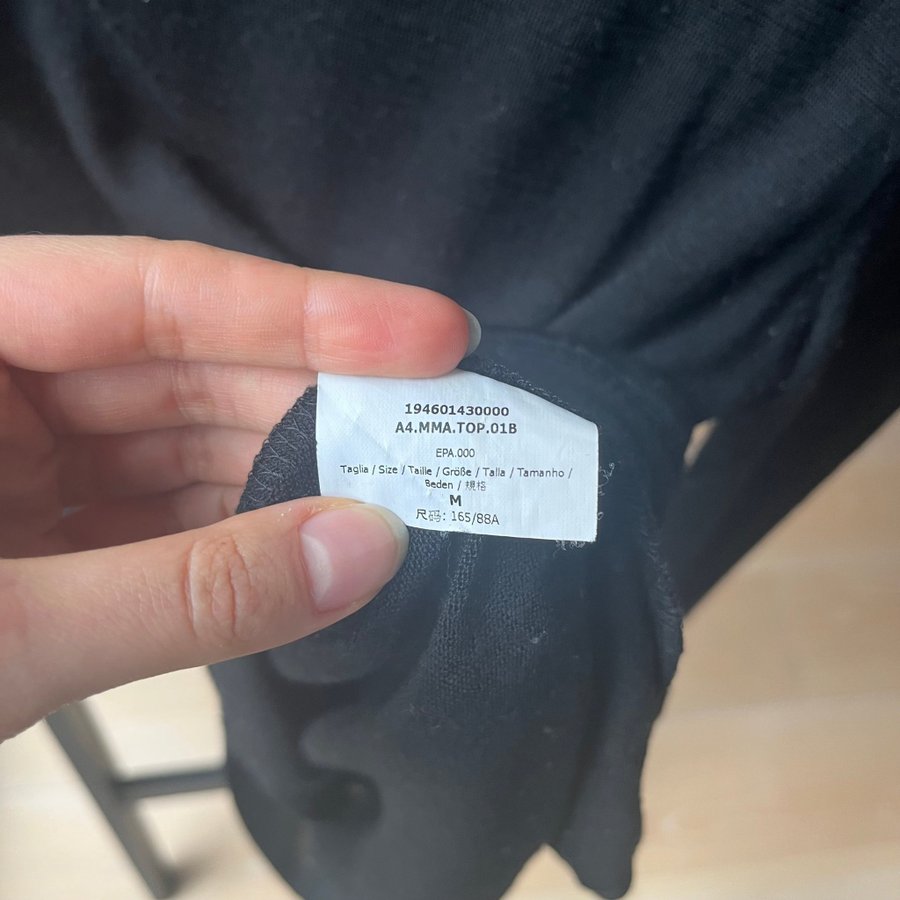 194601430000
A4.MMA.TOP.01B
EPA.000
Taglia / Size / Taille / Größe / Talla / Tamanho /
Beden / 規格
M
尺码: 165/88A